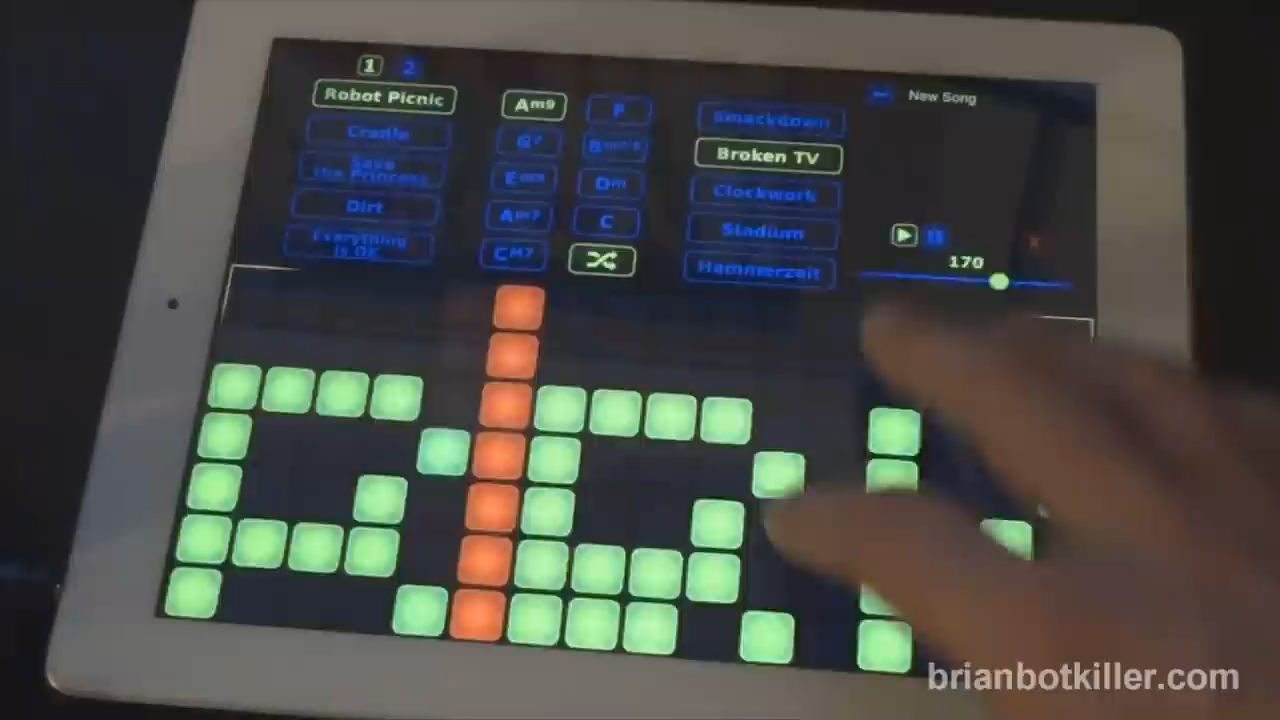 1 2
Robot Picnic
Cradle
Save
the Princess
Dirt
Everything
is OK
Am9
G7
Am7
CM7
F
Dm
C
Smackdown
Broken TV
Clockwork
Stadium
Hammerzeit
New Song
170
brianbotkiller.com